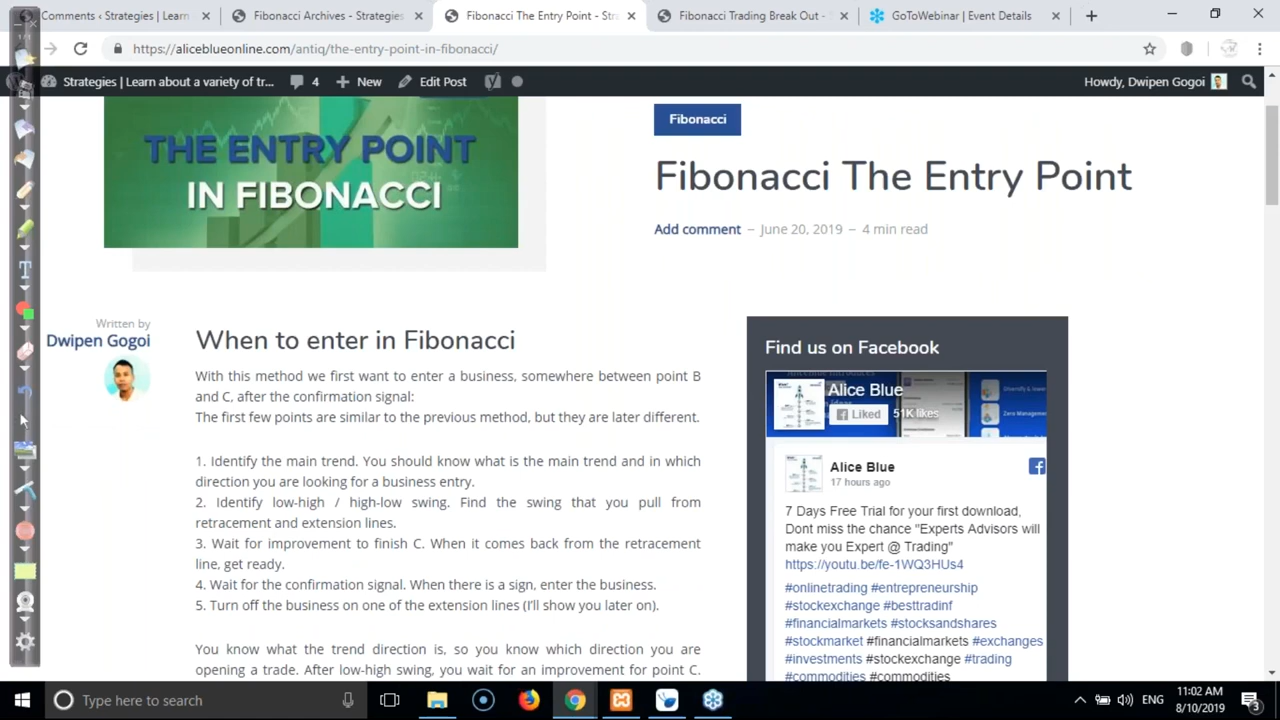 Comments ‹ Strategies | Learn
Fibonacci Archives - Strategies
Fibonacci The Entry Point - Stra
Fibonacci Trading Break Out -
GoToWebinar | Event Details
https://aliceblueonline.com/antiq/the-entry-point-in-fibonacci/
1/1
Strategies | Learn about a variety of tr...
4
New
Edit Post
Howdy, Dwipen Gogoi
THE ENTRY POINT
IN FIBONACCI
Fibonacci
Fibonacci The Entry Point
Add comment – June 20, 2019 – 4 min read
Written by
Dwipen Gogoi
When to enter in Fibonacci
With this method we first want to enter a business, somewhere between point B
and C, after the confirmation signal:
The first few points are similar to the previous method, but they are later different.
1. Identify the main trend. You should know what is the main trend and in which
direction you are looking for a business entry.
2. Identify low-high / high-low swing. Find the swing that you pull from
retracement and extension lines.
3. Wait for improvement to finish C. When it comes back from the retracement
line, get ready.
4. Wait for the confirmation signal. When there is a sign, enter the business.
5. Turn off the business on one of the extension lines (I'll show you later on).
You know what the trend direction is, so you know which direction you are
opening a trade. After low-high swing, you wait for an improvement for point C.
Find us on Facebook
Alice Blue
Liked
51K likes
Alice Blue
17 hours ago
7 Days Free Trial for your first download,
Dont miss the chance "Experts Advisors will
make you Expert @ Trading"
https://youtu.be/fe-1WQ3HUs4
#onlinetrading #entrepreneurship
#stockexchange #besttradinf
#financialmarkets #stocksandshares
#stockmarket #financialmarkets #exchanges
#investments #stockexchange #trading
#commodities #commodities
Type here to search
ENG
11:02 AM
8/10/2019
3